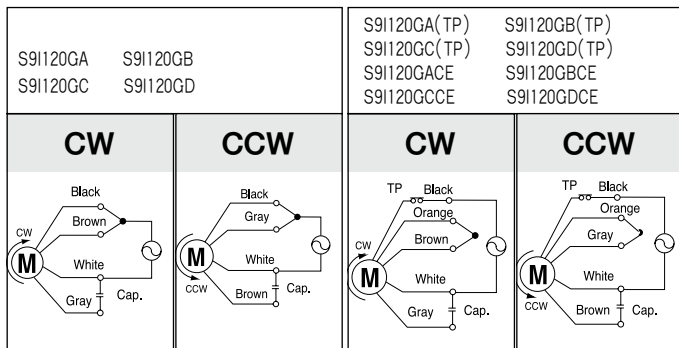 S9I120GA S9I120GB
S9I120GC S9I120GD
S9I120GA(TP) S9I120GB(TP)
S9I120GC(TP) S9I120GD(TP)
S9I120GACE S9I120GBCE
S9I120GCCE S9I120GDCE
CW
CCW
CW
CCW
Black
CW
Brown
M
White
Gray
Cap.
Black
Gray
M
White
CCW
Brown
Cap.
TP Black
Orange
CW
Brown
M
White
Gray
Cap.
TP Black
Orange
Gray
M
White
CCW
Brown
Cap.